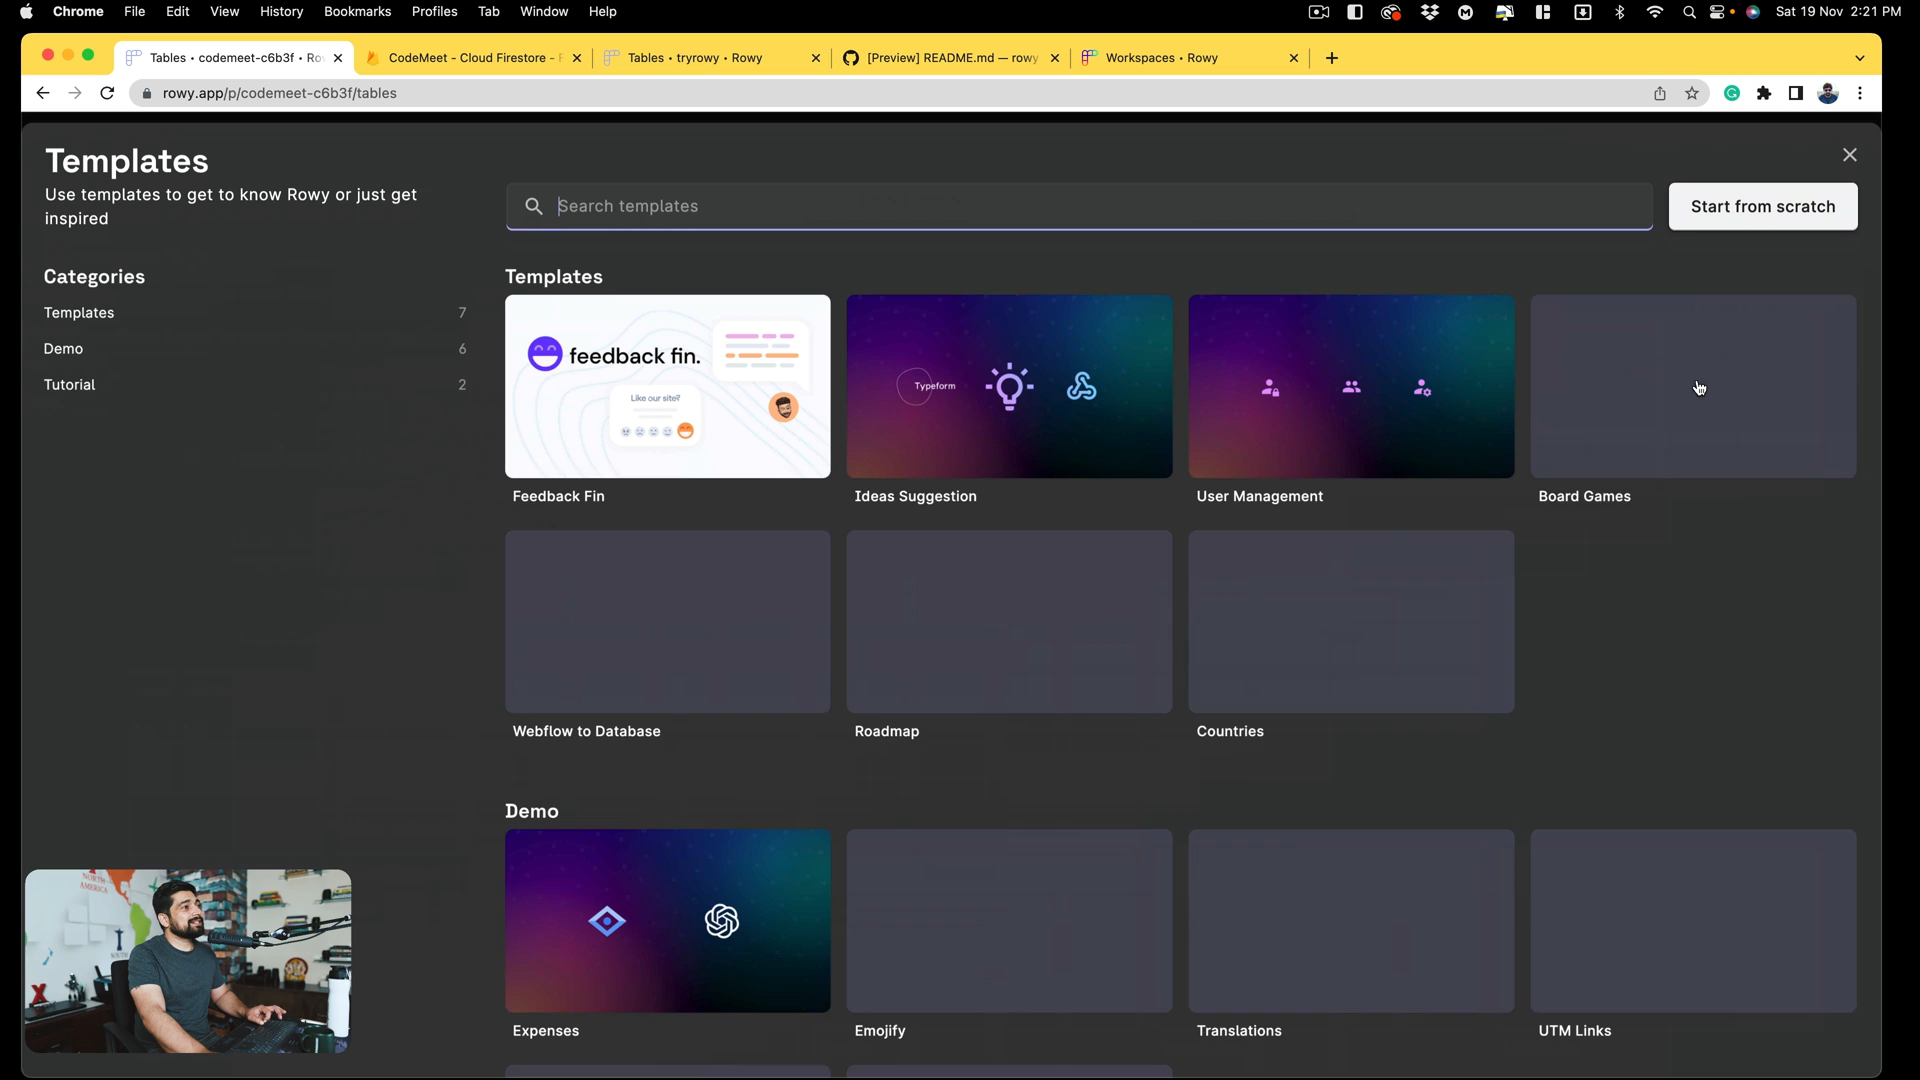 Chrome File Edit View History Bookmarks Profiles Tab Window Help Sat 19 Nov 2:21 PM
Tables • codemeet-c6b3f • Ro CodeMeet - Cloud Firestore - F Tables • tryrowy • Rowy [Preview] README.md — rowy Workspaces • Rowy
rowy.app/p/codemeet-c6b3f/tables
Templates
Use templates to get to know Rowy or just get
inspired
Search templates
Start from scratch
Categories
Templates 7
Demo 6
Tutorial 2
Templates
feedback fin.
Like our site?
Typeform
Feedback Fin
Ideas Suggestion
User Management
Board Games
Webflow to Database
Roadmap
Countries
Demo
Expenses
Emojify
Translations
UTM Links
NORTH
AMERICA